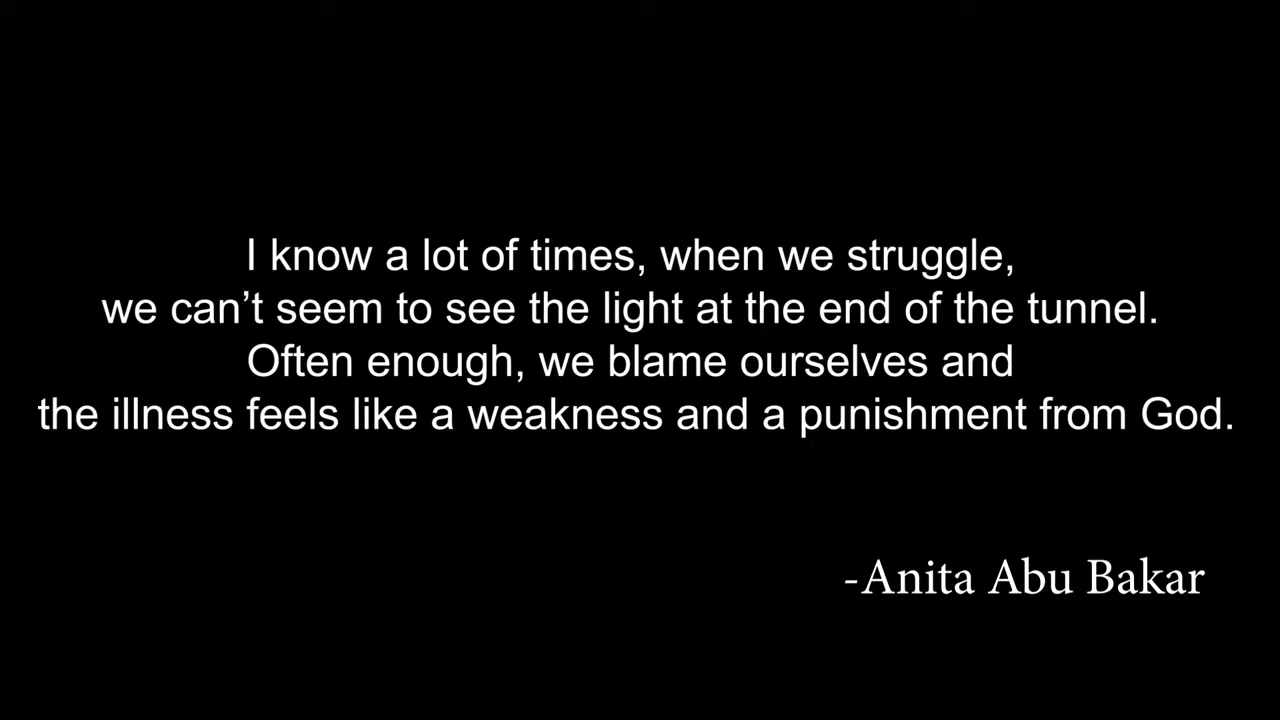 I know a lot of times, when we struggle,
we can’t seem to see the light at the end of the tunnel.
Often enough, we blame ourselves and
the illness feels like a weakness and a punishment from God.
-Anita Abu Bakar